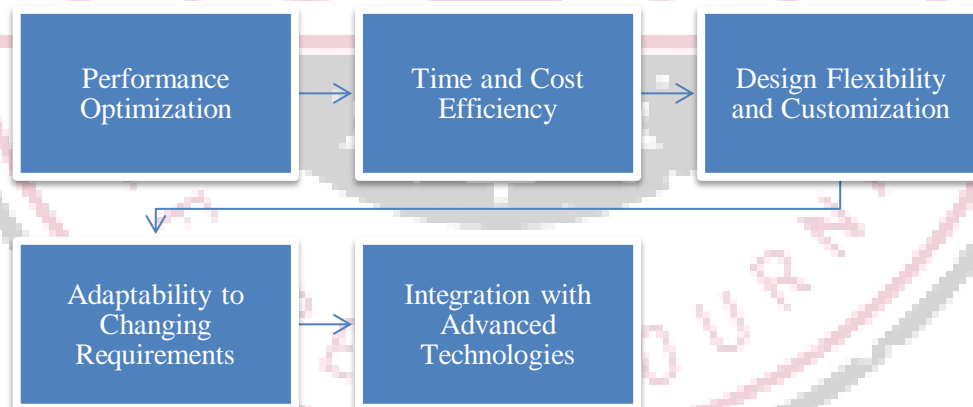 Performance
Optimization
Time and Cost
Efficiency
Design Flexibility
and Customization
Adaptability to
Changing
Requirements
Integration with
Advanced
Technologies